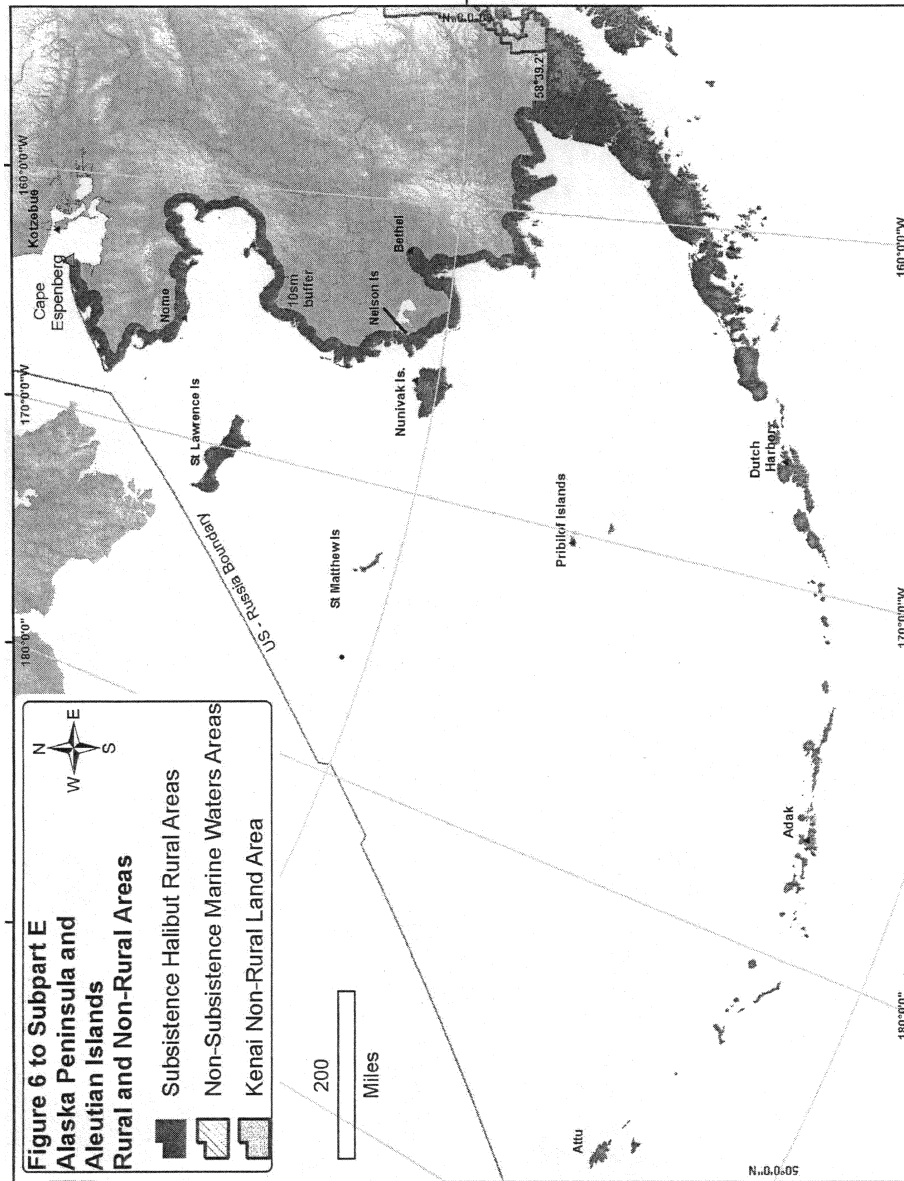 Figure 6 to Subpart E
Alaska Peninsula and
Aleutian Islands
Rural and Non-Rural Areas
N
W
E
S
Subsistence Halibut Rural Areas
Non-Subsistence Marine Waters Areas
Kenai Non-Rural Land Area
200
Miles
180°0'0"
170°0'0"W
160°0'0"W
Kotzebue
Cape
Espenberg
Nome
US - Russia Boundary
St Lawrence Is
10sm
buffer
Nelson Is
Bethel
Nunivak Is.
St Matthew Is
58°39.2'
Pribilof Islands
Dutch
Harbor
Adak
Attu
50°0'0"N
180°0'0"
170°0'0"W
160°0'0"W